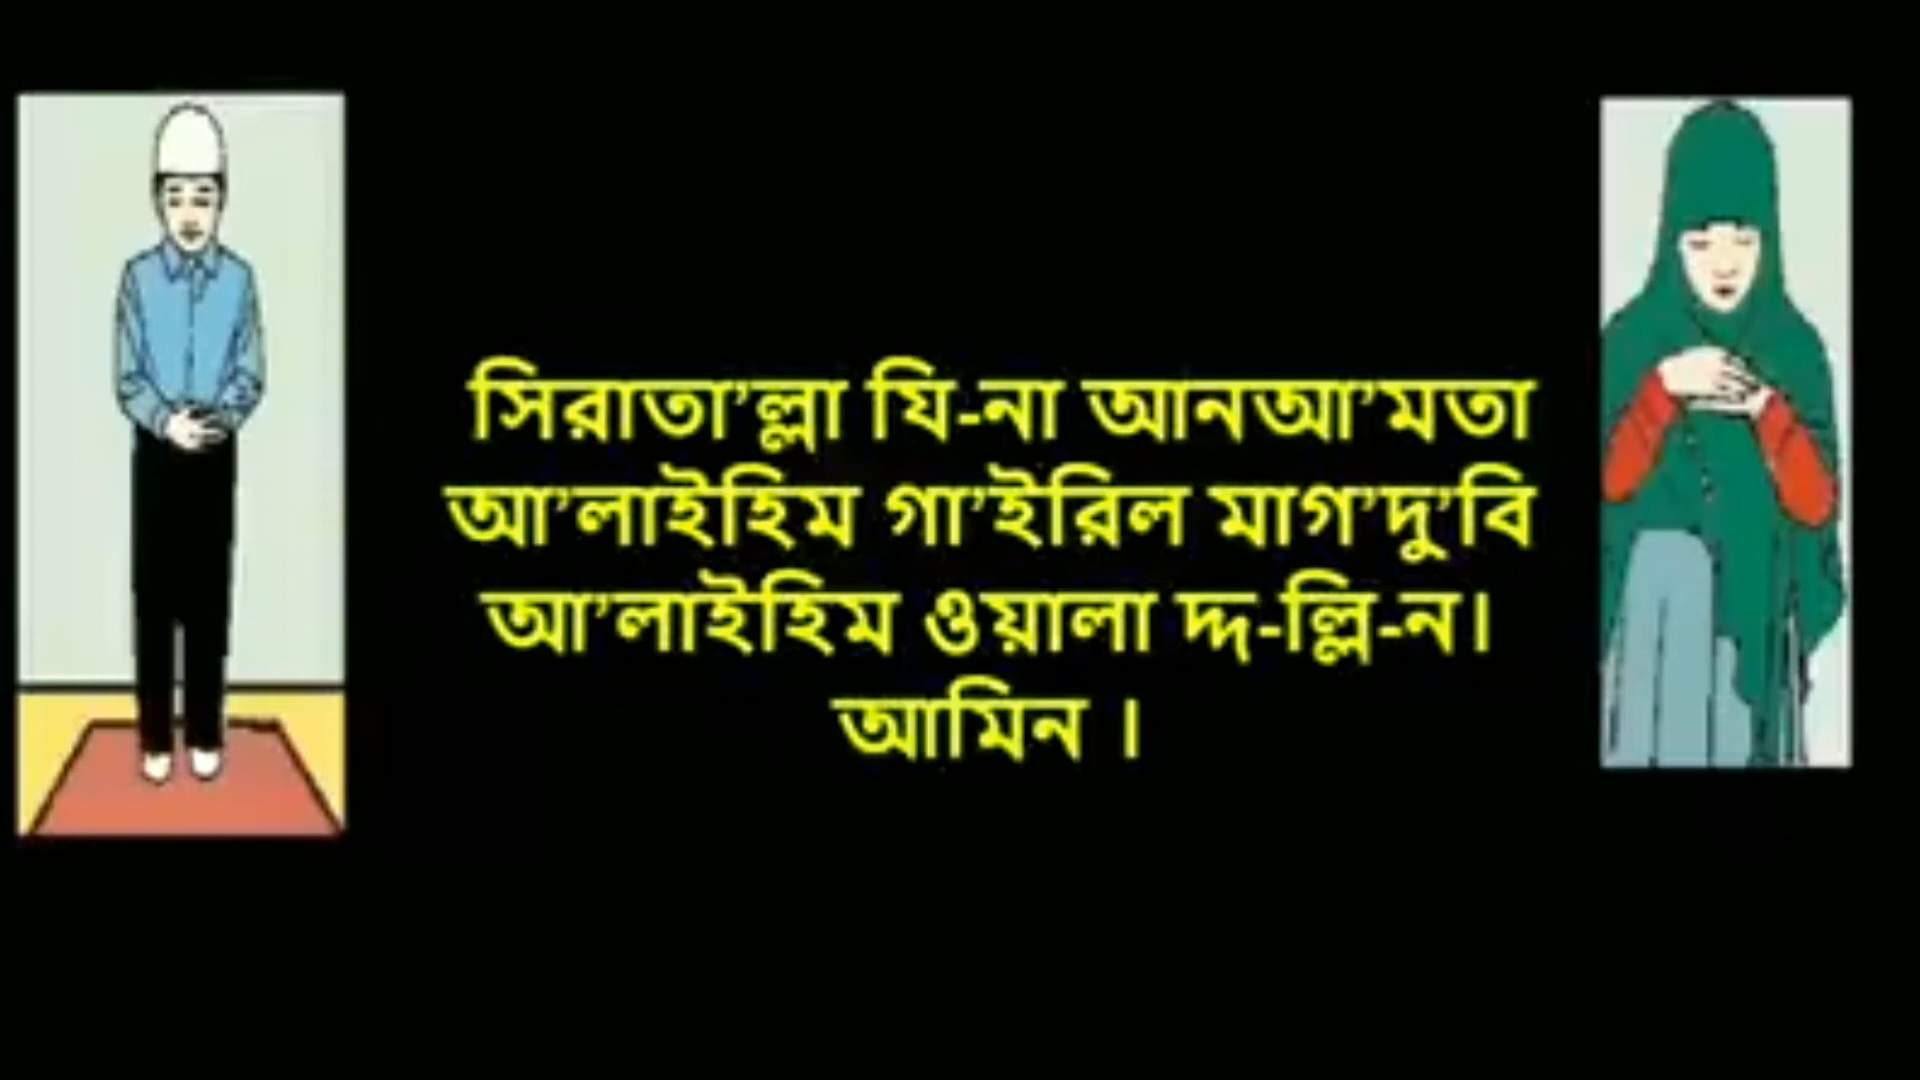 সিরাতা’ল্লা যি-না আনআ’মতা
আ’লাইহিম গা’ইরিল মাগ’দু’বি
আ’লাইহিম ওয়ালা দ্দ-ল্লি-ন।
আমিন ।